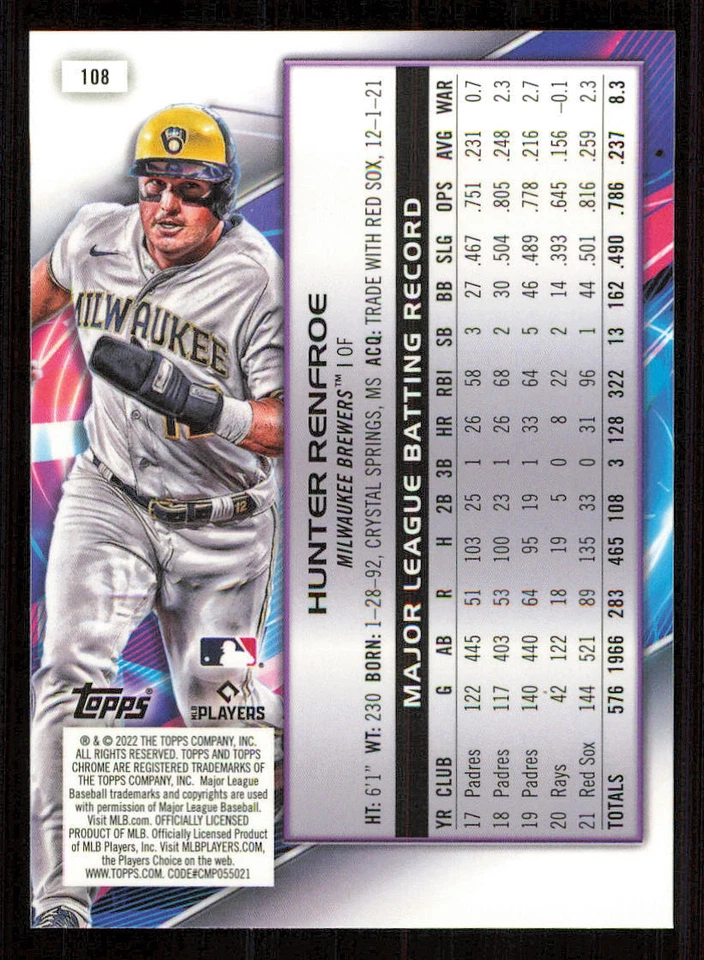 108
MILWAUKEE
12
Topps®
MLB PLAYERS
® & © 2022 THE TOPPS COMPANY, INC.
ALL RIGHTS RESERVED. TOPPS AND TOPPS
CHROME ARE REGISTERED TRADEMARKS OF
THE TOPPS COMPANY, INC. Major League
Baseball trademarks and copyrights are used
with permission of Major League Baseball.
Visit MLB.com. OFFICIALLY LICENSED
PRODUCT OF MLB. Officially Licensed Product
of MLB Players, Inc. Visit MLBPLAYERS.COM,
the Players Choice on the web.
WWW.TOPPS.COM. CODE#CMP055021
HUNTER RENFROE
MILWAUKEE BREWERS™ | OF
HT: 6'1" WT: 230 BORN: 1-28-92, CRYSTAL SPRINGS, MS ACQ: TRADE WITH RED SOX, 12-1-21
MAJOR LEAGUE BATTING RECORD
YR CLUB G AB R H 2B 3B HR RBI SB BB SLG OPS AVG WAR
17 Padres 122 445 51 103 25 1 26 58 3 27 .467 .751 .231 0.7
18 Padres 117 403 53 100 23 1 26 68 2 30 .504 .805 .248 2.3
19 Padres 140 440 64 95 19 1 33 64 5 46 .489 .778 .216 2.7
20 Rays 42 122 18 19 5 0 8 22 2 14 .393 .645 .156 -0.1
21 Red Sox 144 521 89 135 33 0 31 96 1 44 .501 .816 .259 2.3
TOTALS 576 1966 283 465 108 3 128 322 13 162 .490 .786 .237 8.3